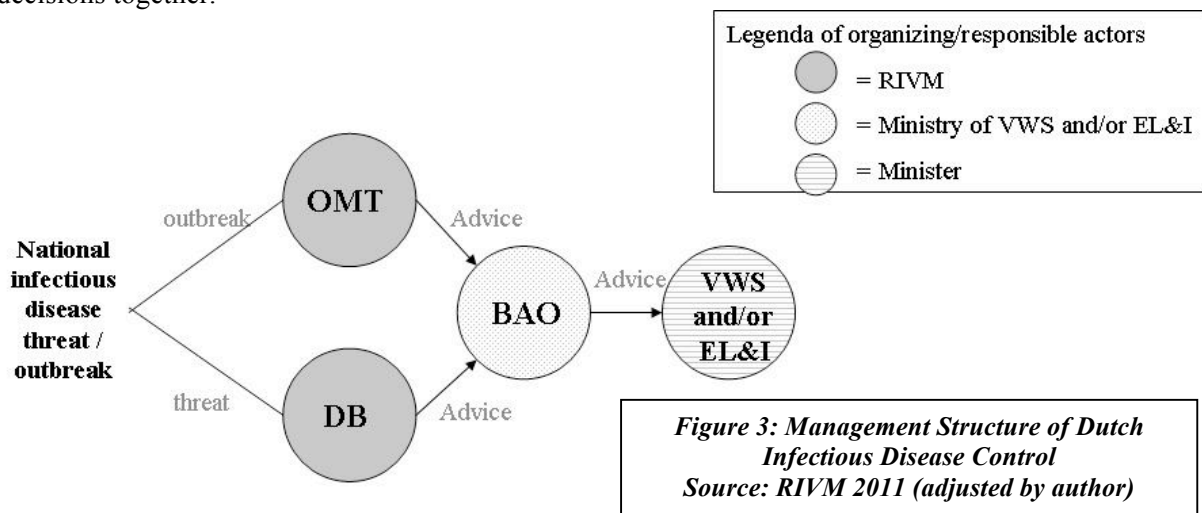 decisions together.
Legenda of organizing/responsible actors
= RIVM
= Ministry of VWS and/or EL&I
= Minister
National
infectious
disease
threat /
outbreak
outbreak
threat
OMT
DB
Advice
Advice
BAO
Advice
VWS
and/or
EL&I
Figure 3: Management Structure of Dutch
Infectious Disease Control
Source: RIVM 2011 (adjusted by author)